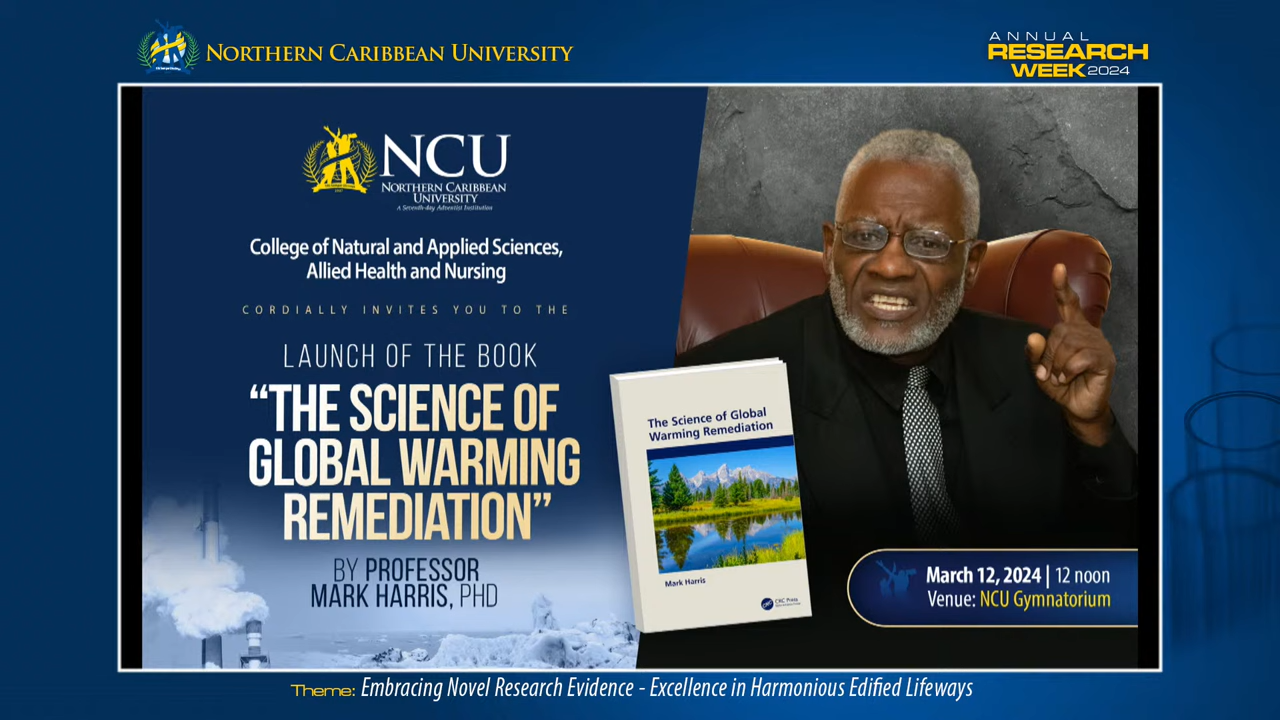 NORTHERN CARIBBEAN UNIVERSITY
ANNUAL
RESEARCH
WEEK 2024
NCU
NORTHERN CARIBBEAN
UNIVERSITY
A Seventh-day Adventist Institution
College of Natural and Applied Sciences,
Allied Health and Nursing
CORDIALLY INVITES YOU TO THE
LAUNCH OF THE BOOK
“THE SCIENCE OF
GLOBAL WARMING
REMEDIATION”
BY PROFESSOR
MARK HARRIS, PHD
The Science of Global
Warming Remediation
Mark Harris
CRC Press
March 12, 2024 | 12 noon
Venue: NCU Gymnatorium
Theme: Embracing Novel Research Evidence - Excellence in Harmonious Edified Lifeways